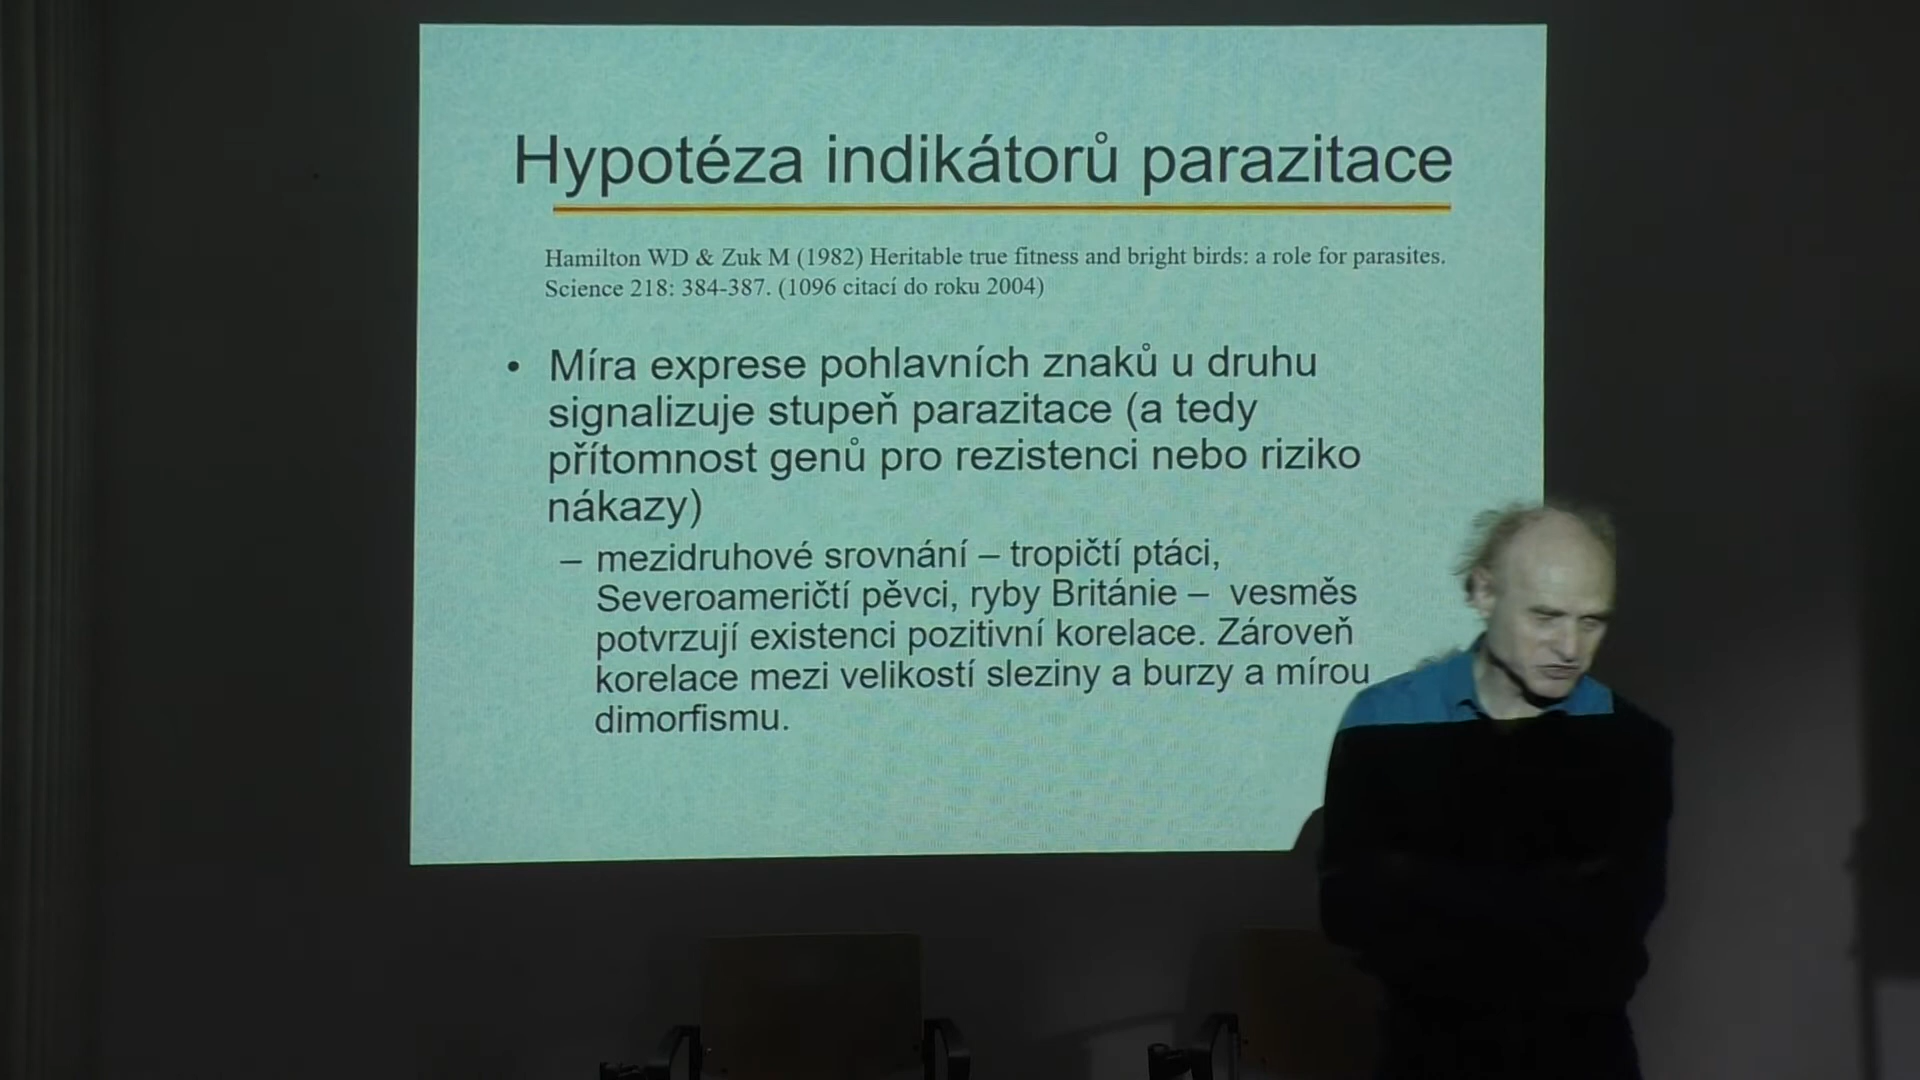 Hypotéza indikátorů parazitace
Hamilton WD & Zuk M (1982) Heritable true fitness and bright birds: a role for parasites.
Science 218: 384-387. (1096 citací do roku 2004)
• Míra exprese pohlavních znaků u druhu
signalizuje stupeň parazitace (a tedy
přítomnost genů pro rezistenci nebo riziko
nákazy)
– mezidruhové srovnání – tropičtí ptáci,
Severoameričtí pěvci, ryby Británie – vesměs
potvrzují existenci pozitivní korelace. Zároveň
korelace mezi velikostí sleziny a burzy a mírou
dimorfismu.